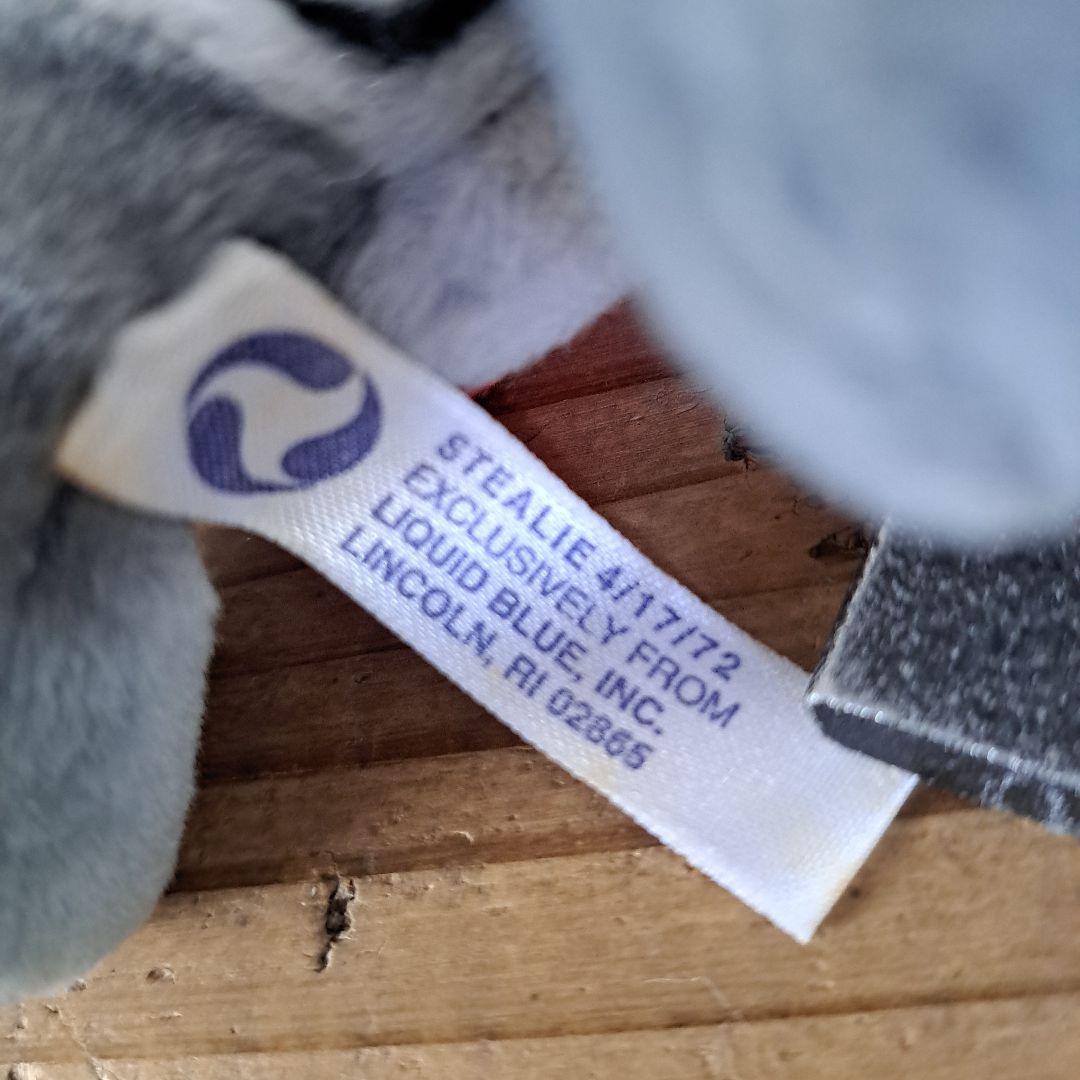 STEALIE 4/17/72
EXCLUSIVELY FROM
LIQUID BLUE, INC.
LINCOLN, RI 02865